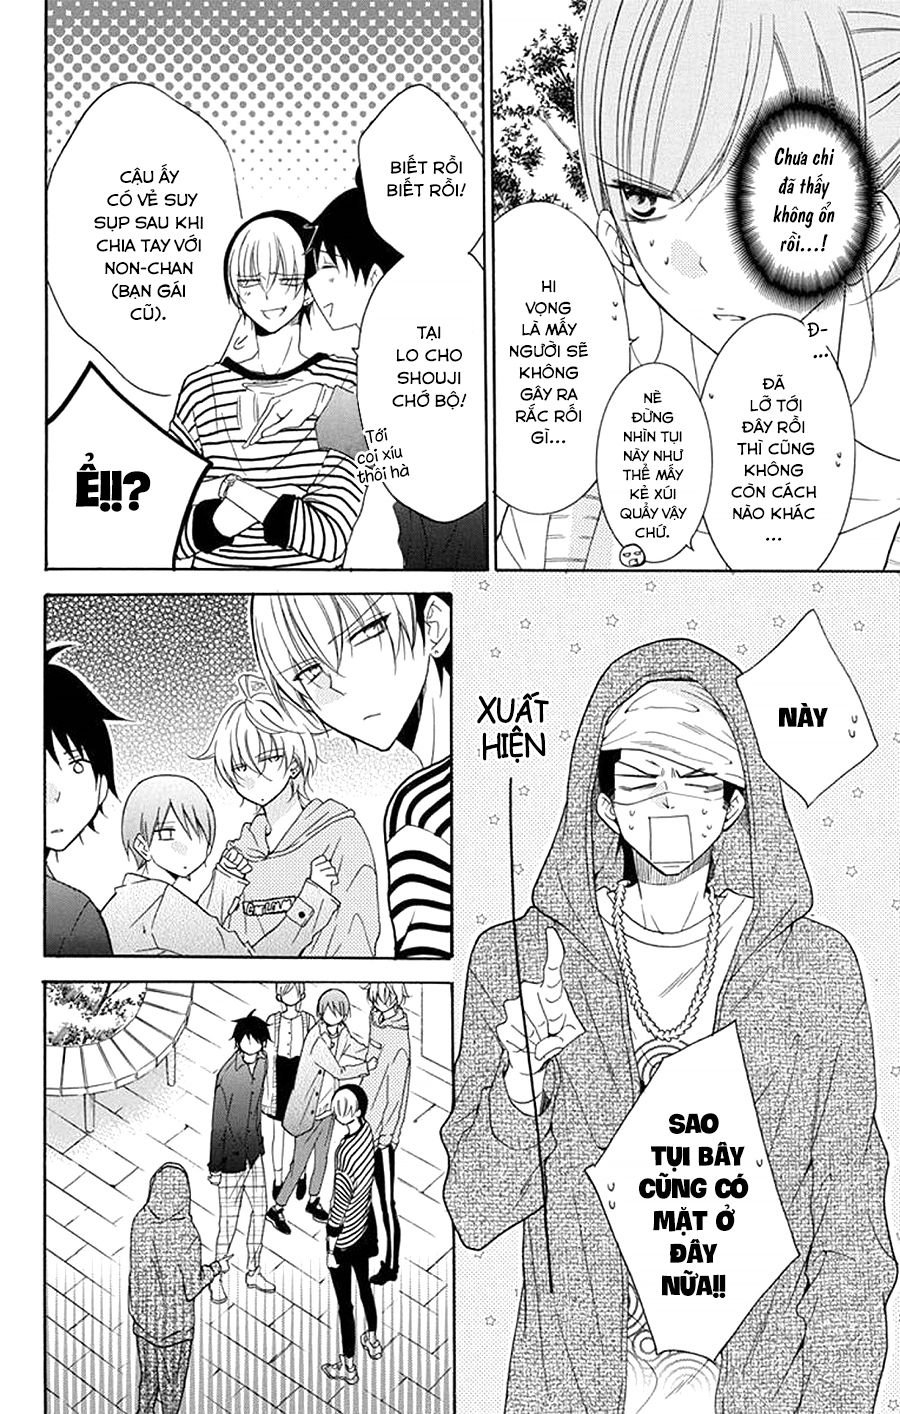 Chưa chi
đã thấy
không ổn
rồi...!
Đ-
...
ĐÃ
LỠ TỚI
ĐÂY RỒI
THÌ CŨNG
KHÔNG
CÒN CÁCH
NÀO KHÁC
...
NÈ
ĐỪNG
NHÌN TỤI
NÀY NHƯ
THỂ MẤY
KẺ XÚI
QUẨY VẬY
CHỨ.
HI
VỌNG
LÀ MẤY
NGƯỜI SẼ
KHÔNG
GÂY RA
RẮC RỐI
GÌ...
BIẾT RỒI
BIẾT RỒI!
TẠI
LO CHO
SHOUJI
CHỚ BỘ!
Tới
coi xíu
thôi hà
CẬU ẤY
CÓ VẺ SUY
SỤP SAU KHI
CHIA TAY VỚI
NON-CHAN
(BẠN GÁI
CŨ).
Ể!!?
NÀY
XUẤT
HIỆN
SAO
TỤI BÂY
CŨNG CÓ
MẶT Ở
ĐÂY
NỮA!!